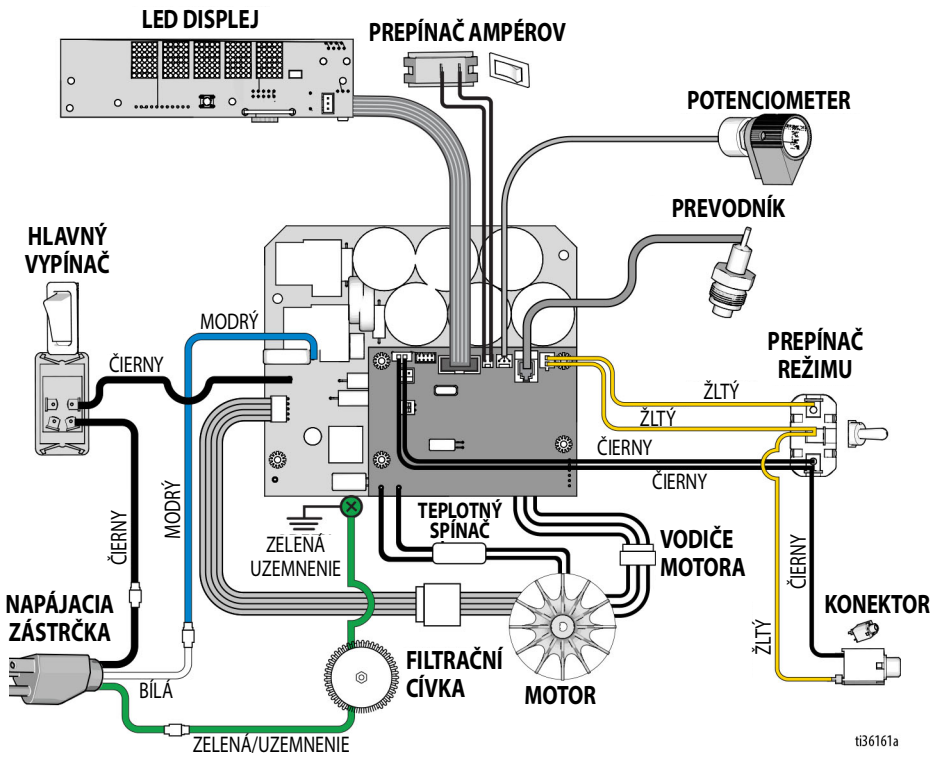 LED DISPLEJ
PREPÍNAČ AMPÉROV
POTENCIOMETER
PREVODNÍK
HLAVNÝ
VYPÍNAČ
MODRÝ
ČIERNY
PREPÍNAČ
REŽIMU
ŽLTÝ
ŽLTÝ
ČIERNY
ČIERNY
ČIERNY
MODRÝ
TEPLOTNÝ
SPÍNAČ
ZELENÁ
UZEMNENIE
VODIČE
MOTORA
ČIERNY
ŽLTÝ
NAPÁJACIA
ZÁSTRČKA
KONEKTOR
BÍLÁ
FILTRAČNÍ
CÍVKA
MOTOR
ZELENÁ/UZEMNENIE
ti36161a